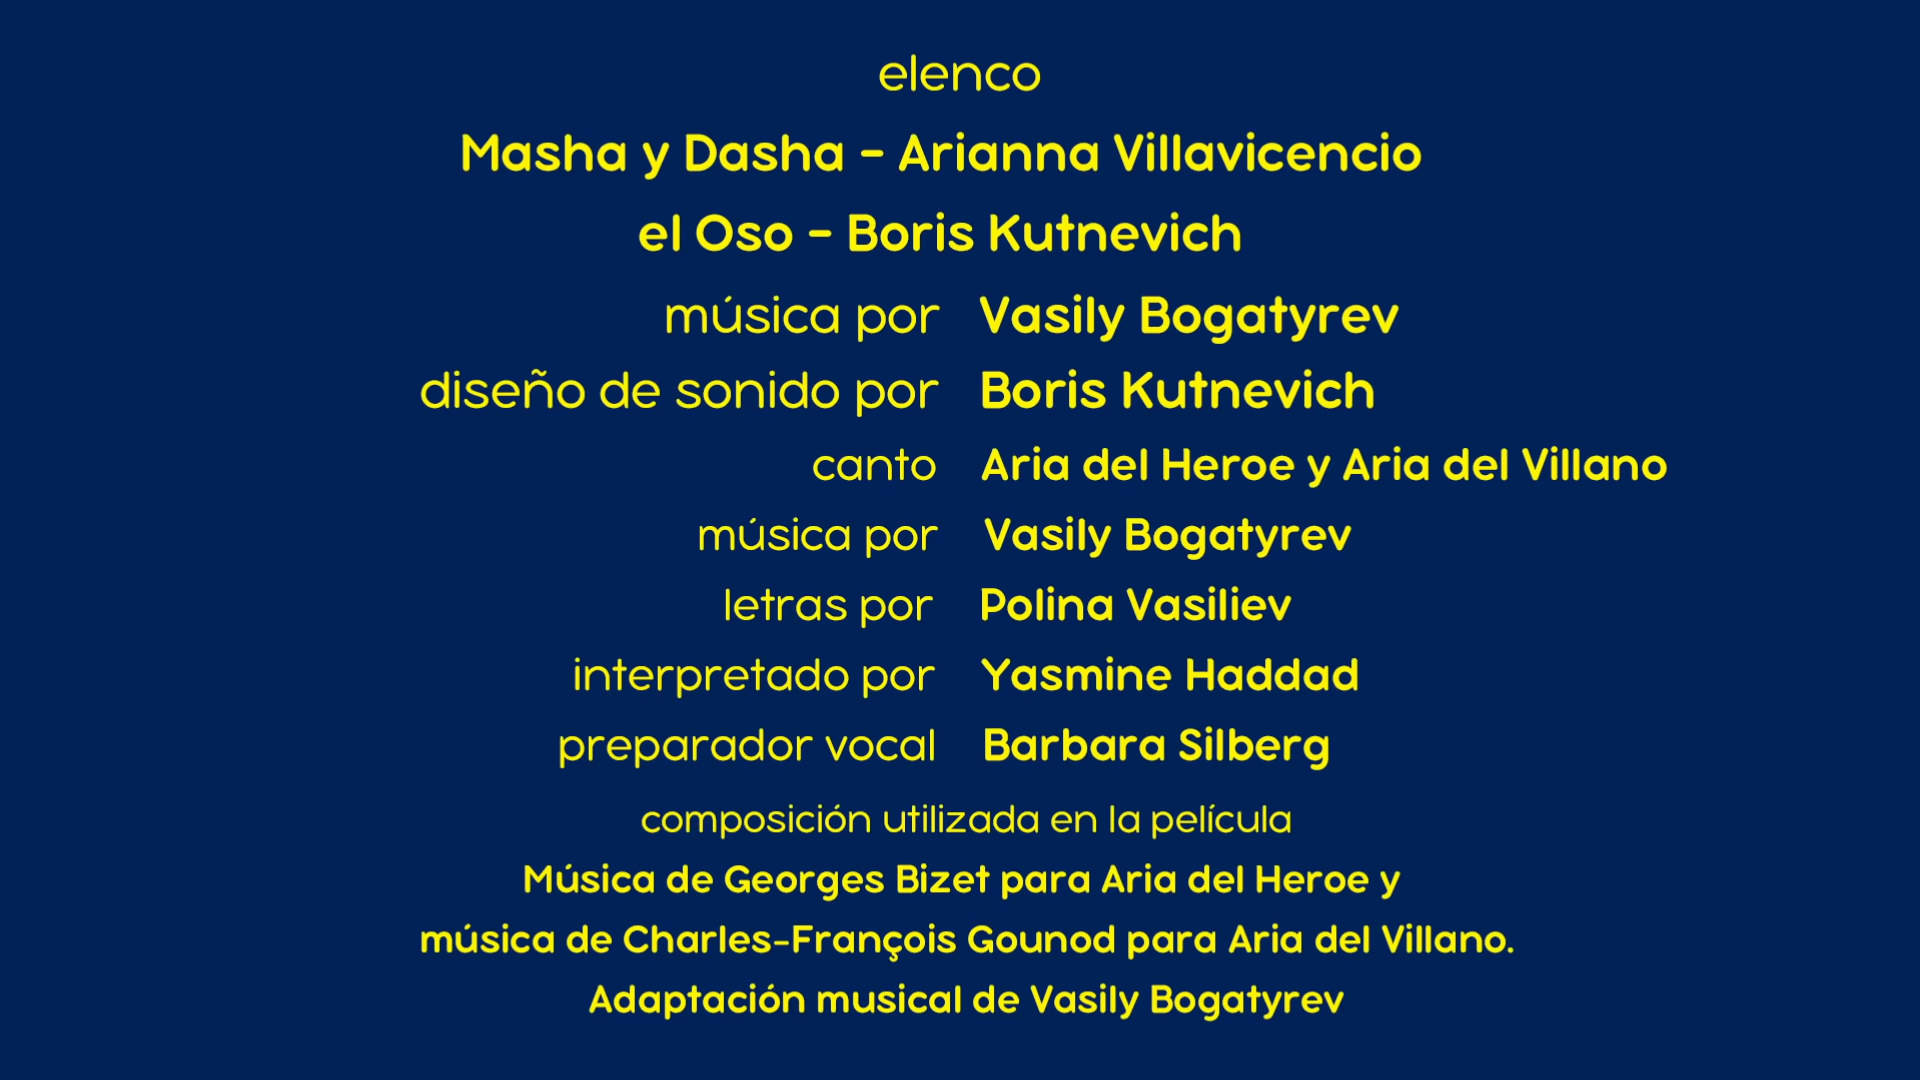 elenco
Masha y Dasha - Arianna Villavicencio
el Oso - Boris Kutnevich
música por Vasily Bogatyrev
diseño de sonido por Boris Kutnevich
canto Aria del Heroe y Aria del Villano
música por Vasily Bogatyrev
letras por Polina Vasiliev
interpretado por Yasmine Haddad
preparador vocal Barbara Silberg
composición utilizada en la película
Música de Georges Bizet para Aria del Heroe y
música de Charles-François Gounod para Aria del Villano.
Adaptación musical de Vasily Bogatyrev